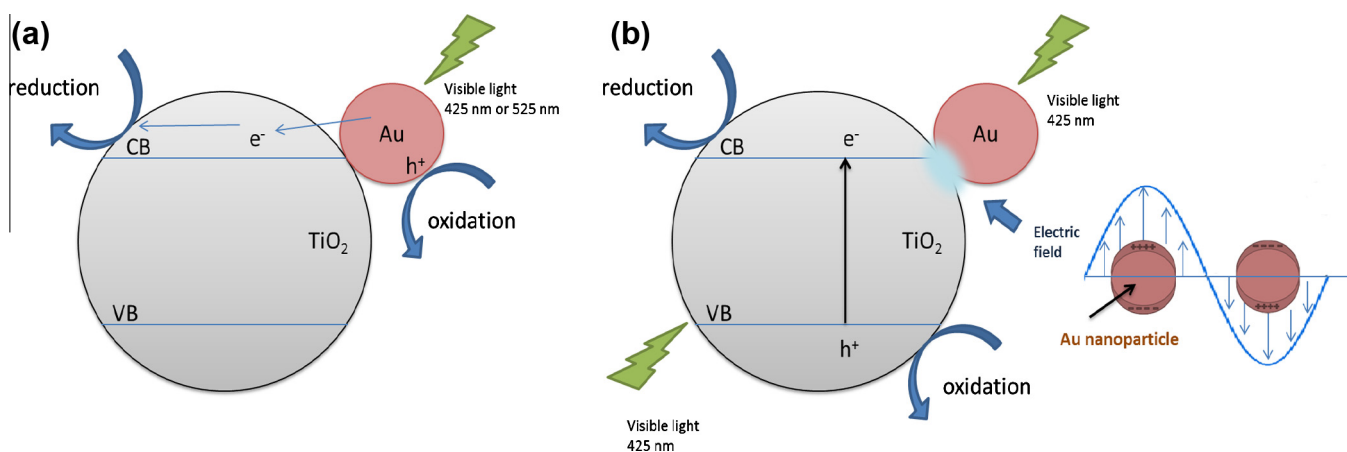 (a)
reduction
Visible light
425 nm or 525 nm
Au
e-
CB
h+
oxidation
TiO2
VB
(b)
reduction
Visible light
425 nm
Au
e-
CB
TiO2
Electric
field
++++
----
----
++++
Au nanoparticle
VB
h+
oxidation
Visible light
425 nm